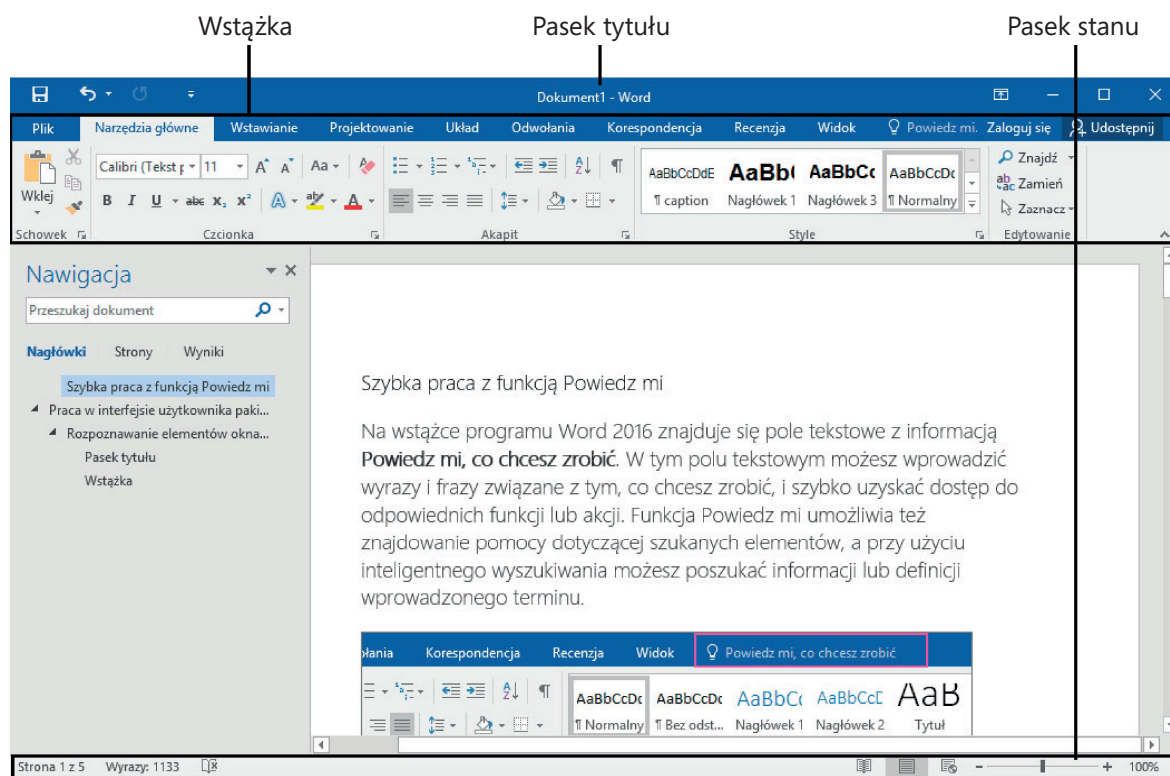 Wstążka Pasek tytułu Pasek stanu
Dokument1 - Word
Plik Narzędzia główne Wstawianie Projektowanie Układ Odwołania Korespondencja Recenzja Widok Powiedz mi. Zaloguj się Udostępnij
Calibri (Tekst p 11 A A Aa Znajdź
Wklej B I U abc X₂ X² A ab A AaBbCcDdE AaBb( AaBbCc AaBbCcDc ab ac Zamień
¶ caption Nagłówek 1 Nagłówek 3 ¶ Normalny Zaznacz
Schowek Czcionka Akapit Style Edytowanie
Nawigacja
Przeszukaj dokument
Nagłówki Strony Wyniki
Szybka praca z funkcją Powiedz mi
Praca w interfejsie użytkownika paki...
Rozpoznawanie elementów okna...
Pasek tytułu
Wstążka
Szybka praca z funkcją Powiedz mi
Na wstążce programu Word 2016 znajduje się pole tekstowe z informacją
Powiedz mi, co chcesz zrobić. W tym polu tekstowym możesz wprowadzić
wyrazy i frazy związane z tym, co chcesz zrobić, i szybko uzyskać dostęp do
odpowiednich funkcji lub akcji. Funkcja Powiedz mi umożliwia też
znajdowanie pomocy dotyczącej szukanych elementów, a przy użyciu
inteligentnego wyszukiwania możesz poszukać informacji lub definicji
wprowadzonego terminu.
ołania Korespondencja Recenzja Widok Powiedz mi, co chcesz zrobić
AaBbCcDc AaBbCcDc AaBbC( AaBbCcE AaB
¶ Normalny ¶ Bez odst... Nagłówek 1 Nagłówek 2 Tytuł
Strona 1 z 5 Wyrazy: 1133 100%